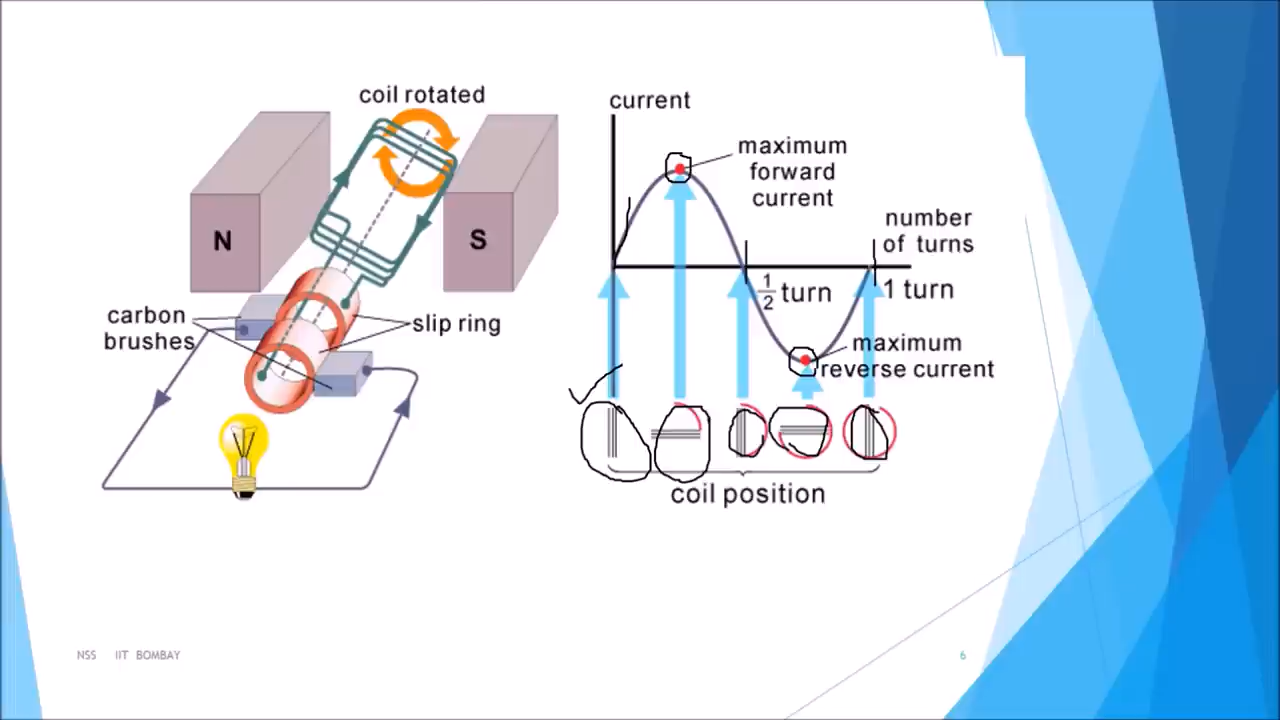 coil rotated
N
S
carbon
brushes
slip ring
current
maximum
forward
current
number
of turns
1/2 turn
1 turn
maximum
reverse current
coil position
NSS IIT BOMBAY
6